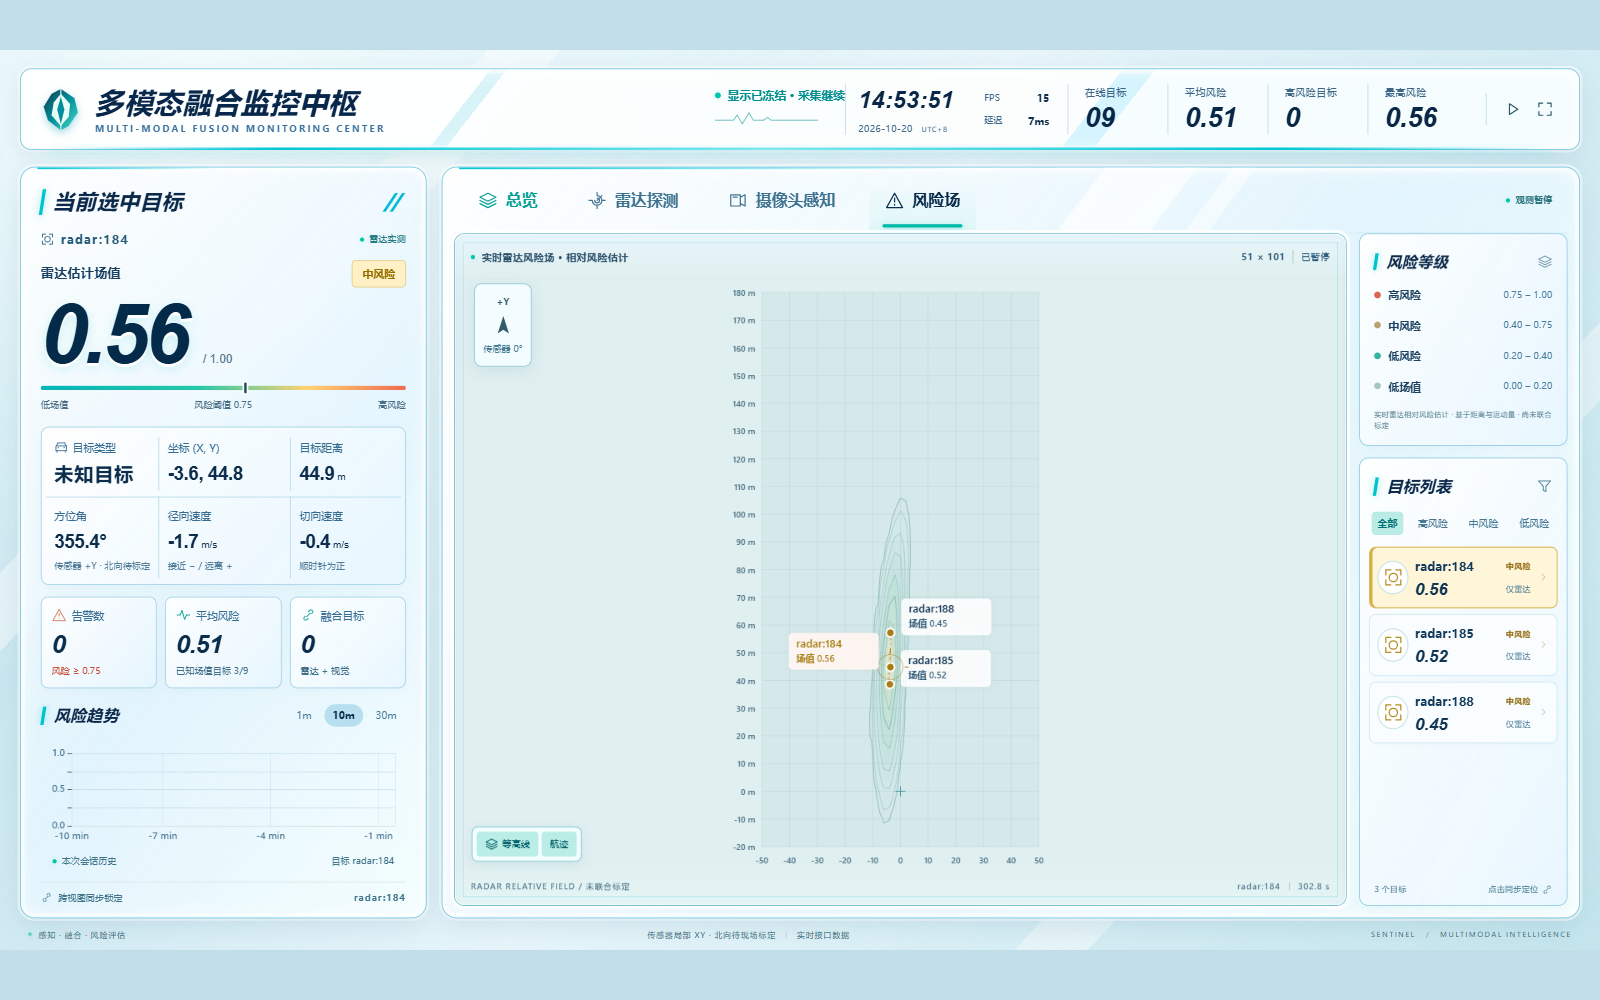 多模态融合监控中枢
MULTI-MODAL FUSION MONITORING CENTER
显示已冻结 • 采集继续
14:53:51
2026-10-20 UTC+8
FPS 15
延迟 7ms
在线目标
09
平均风险
0.51
高风险目标
0
最高风险
0.56
当前选中目标
radar:184
雷达实测
雷达估计场值
中风险
0.56 / 1.00
低场值 风险阈值 0.75 高风险
目标类型
未知目标
坐标 (X, Y)
-3.6, 44.8
目标距离
44.9 m
方位角
355.4°
传感器 +Y · 北向待标定
径向速度
-1.7 m/s
接近 − / 远离 +
切向速度
-0.4 m/s
顺时针为正
告警数
0
风险 ≥ 0.75
平均风险
0.51
已知场值目标 3/9
融合目标
0
雷达 + 视觉
风险趋势
1m 10m 30m
1.0
0.5
0.0
-10 min -7 min -4 min -1 min
本次会话历史
目标 radar:184
跨视图同步锁定
radar:184
总览 雷达探测 摄像头感知 风险场
观测暂停
实时雷达风险场 • 相对风险估计
51 × 101 已暂停
+Y
传感器 0°
180 m
170 m
160 m
150 m
140 m
130 m
120 m
110 m
100 m
90 m
80 m
70 m
60 m
50 m
40 m
30 m
20 m
10 m
0 m
-10 m
-20 m
-50 -40 -30 -20 -10 0 10 20 30 40 50
radar:188
场值 0.45
radar:184
场值 0.56
radar:185
场值 0.52
等高线 航迹
RADAR RELATIVE FIELD / 未联合标定
radar:184 302.8 s
风险等级
高风险 0.75 – 1.00
中风险 0.40 – 0.75
低风险 0.20 – 0.40
低场值 0.00 – 0.20
实时雷达相对风险估计 · 基于距离与运动量 · 尚未联合
标定
目标列表
全部 高风险 中风险 低风险
radar:184 中风险
0.56 仅雷达
radar:185 中风险
0.52 仅雷达
radar:188 中风险
0.45 仅雷达
3 个目标
点击同步定位
感知 · 融合 · 风险评估
传感器局部 XY · 北向待现场标定 实时接口数据
SENTINEL / MULTIMODAL INTELLIGENCE